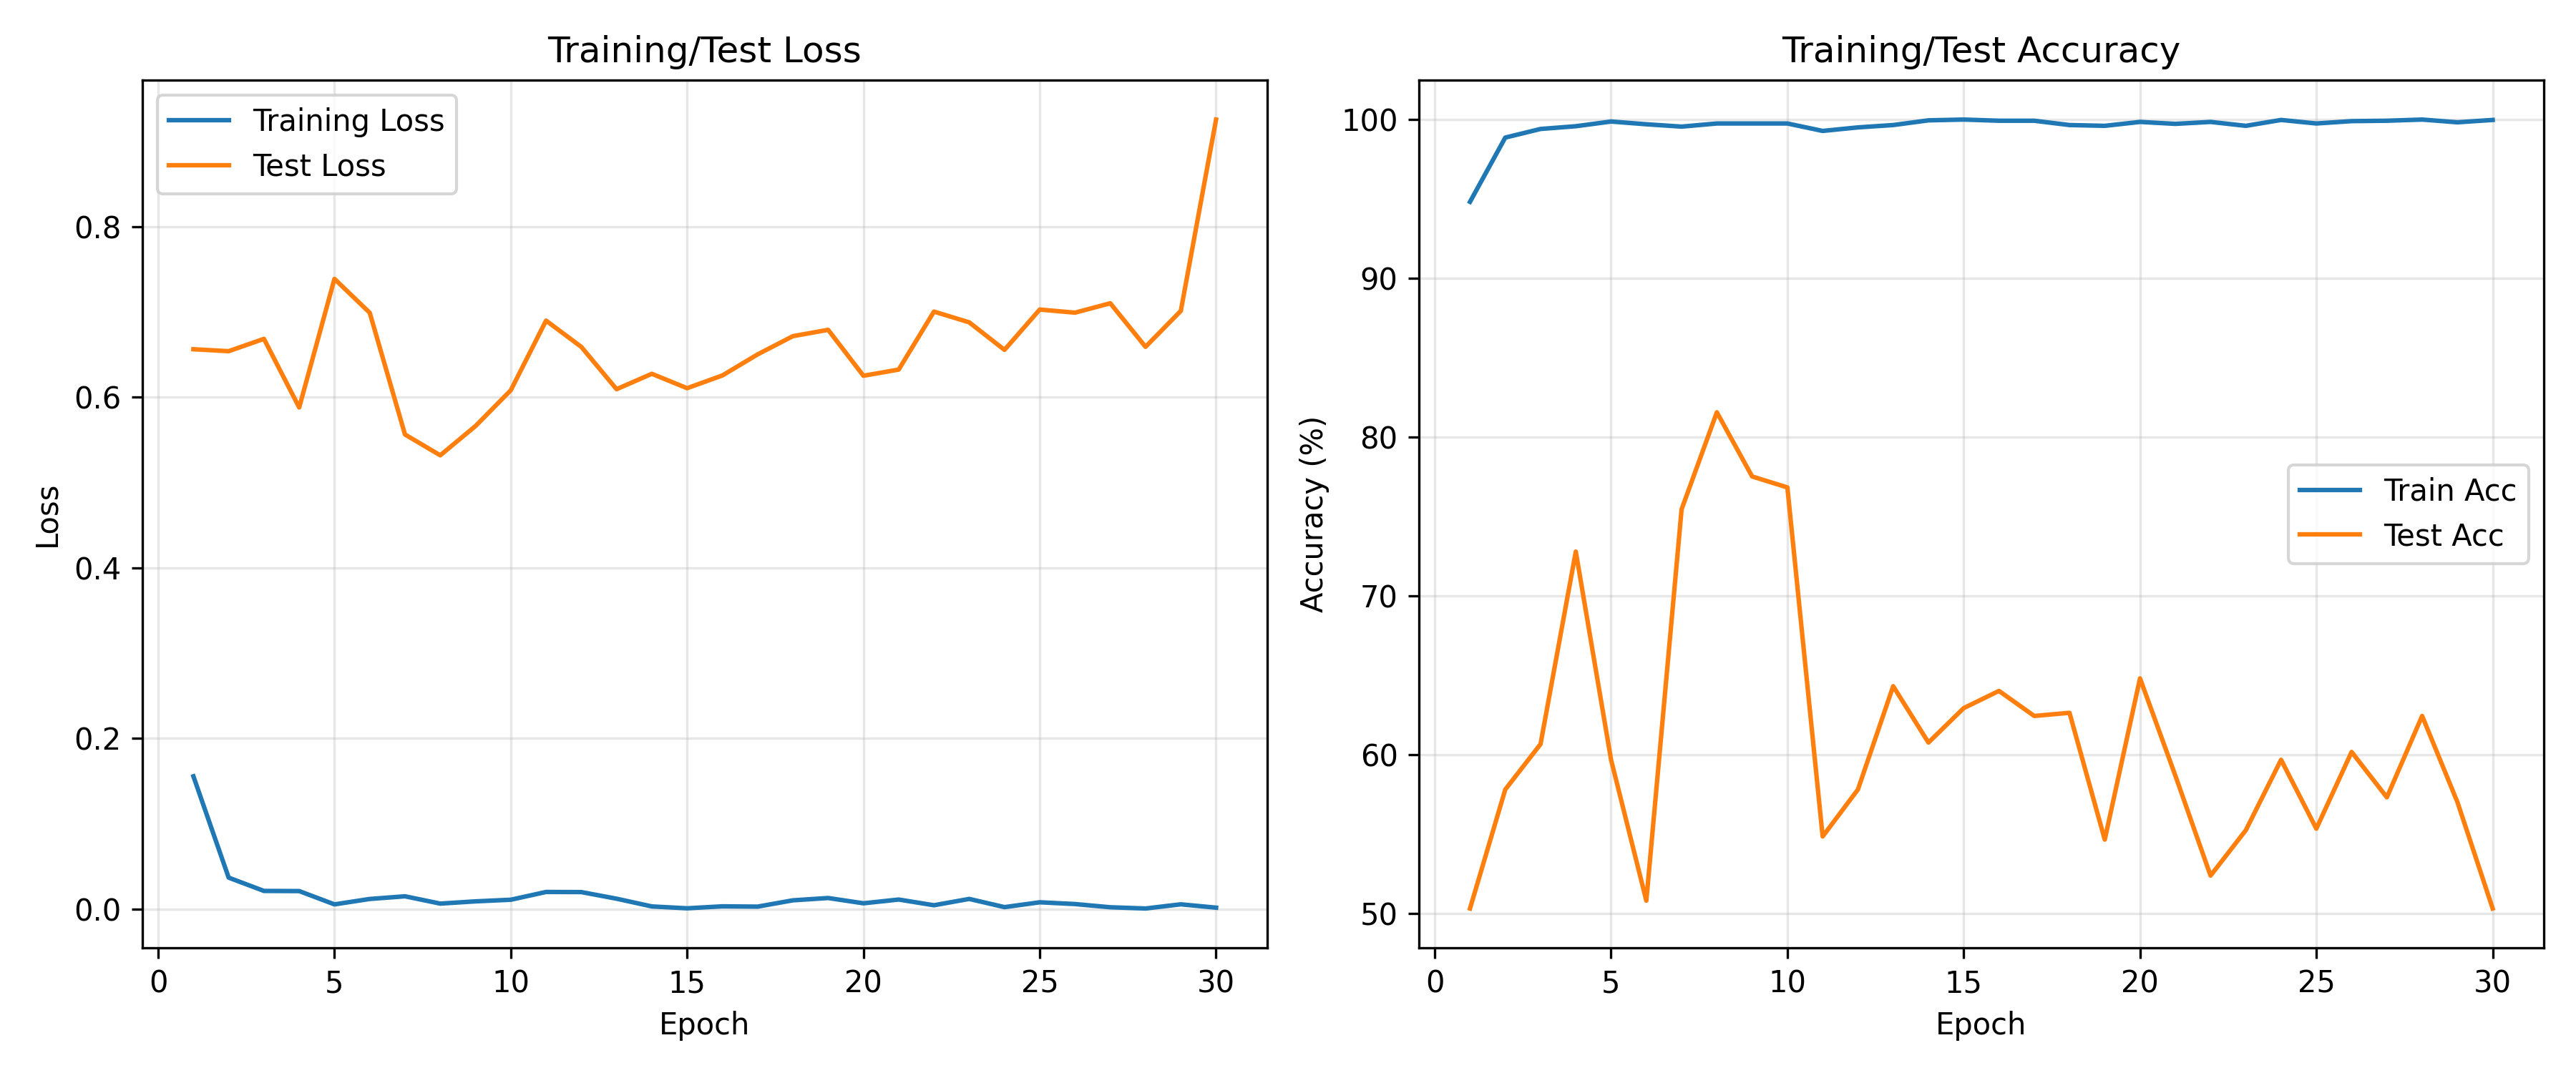 Training/Test Loss
Training Loss
Test Loss
0.8
0.6
0.4
0.2
0.0
Loss
0 5 10 15 20 25 30
Epoch
Training/Test Accuracy
100
90
80
70
60
50
Accuracy (%)
Train Acc
Test Acc
0 5 10 15 20 25 30
Epoch